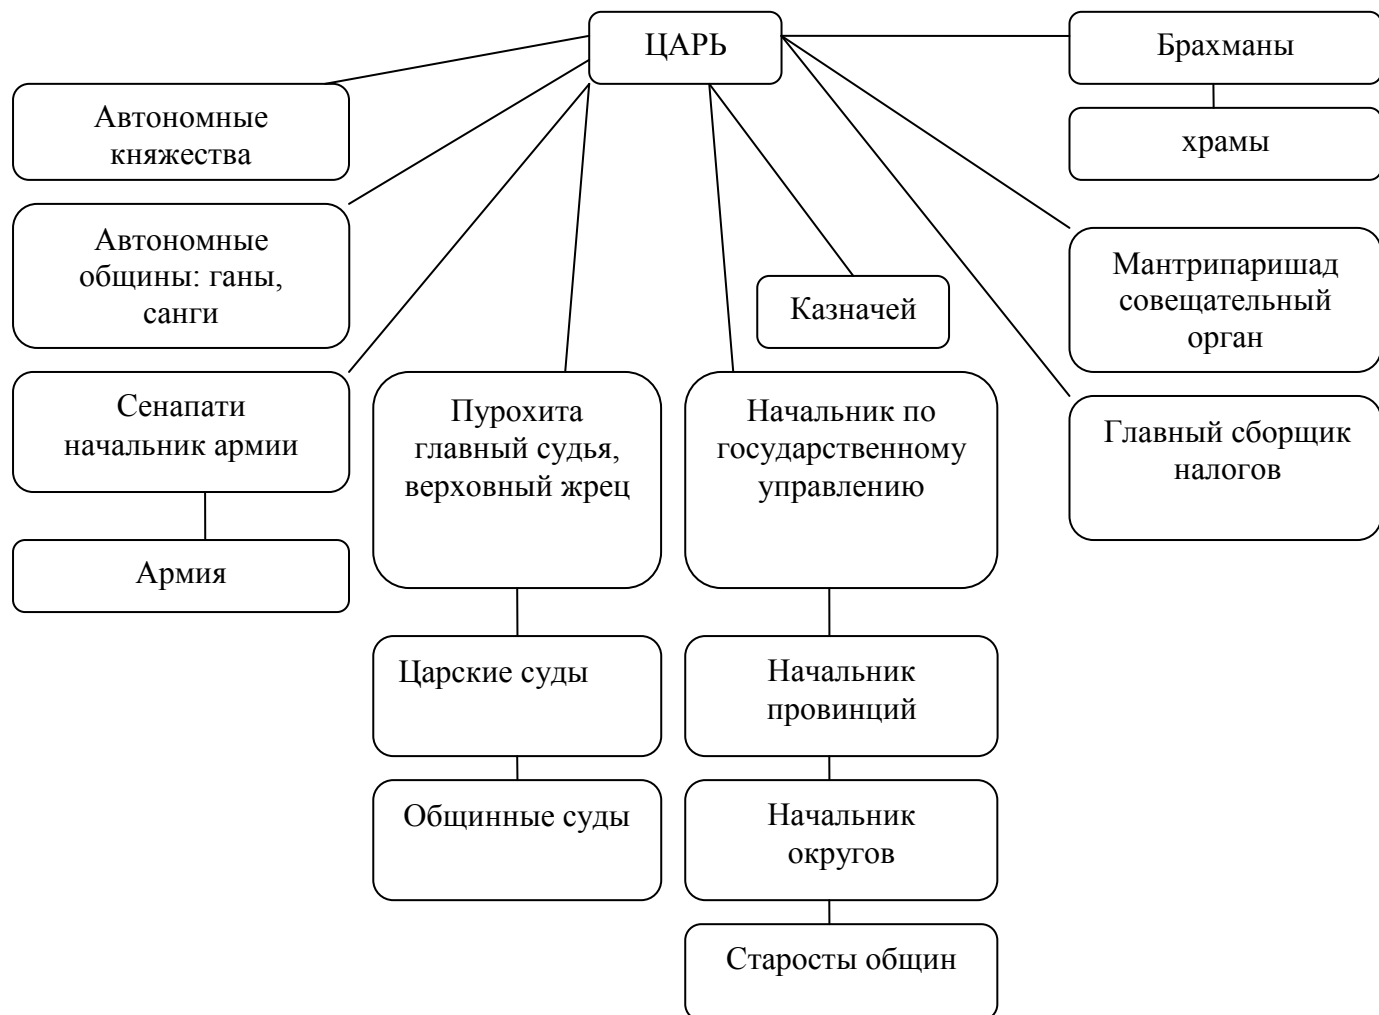 ЦАРЬ
Брахманы
храмы
Автономные
княжества
Автономные
общины: ганы,
санги
Мантрипаришад
совещательный
орган
Казначей
Сенапати
начальник армии
Пурохита
главный судья,
верховный жрец
Начальник по
государственному
управлению
Главный сборщик
налогов
Армия
Царские суды
Начальник
провинций
Общинные суды
Начальник
округов
Старосты общин